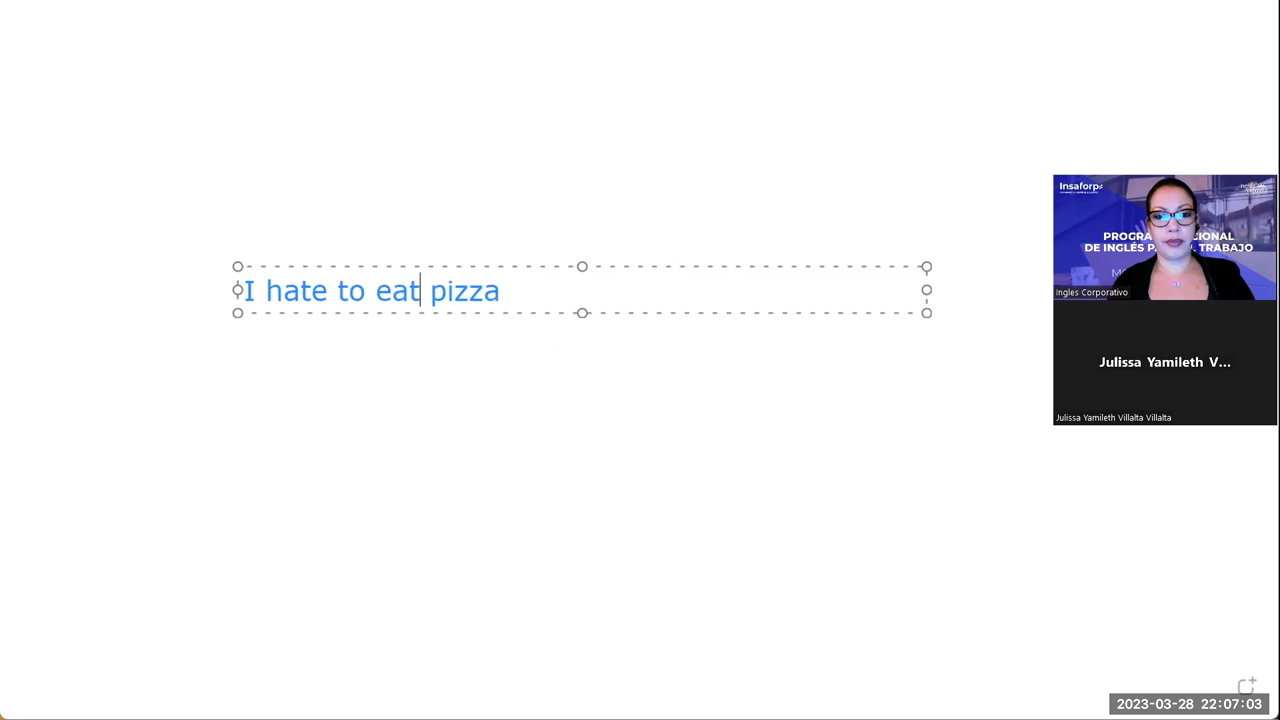 I hate to eat pizza
Insaforp
PROGRA CIONAL
DE INGLÉS P TRABAJO
Ingles Corporativo
Julissa Yamileth V...
Julissa Yamileth Villalta Villalta
2023-03-28 22:07:03